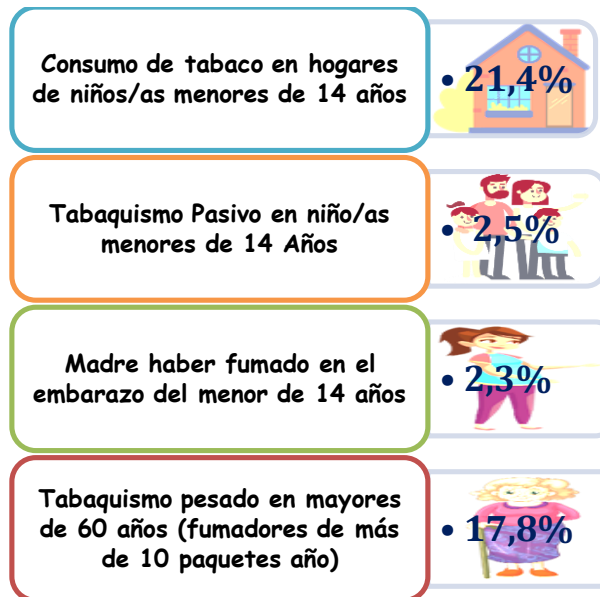 Consumo de tabaco en hogares
de niños/as menores de 14 años
• 21,4%
Tabaquismo Pasivo en niño/as
menores de 14 Años
• 2,5%
Madre haber fumado en el
embarazo del menor de 14 años
• 2,3%
Tabaquismo pesado en mayores
de 60 años (fumadores de más
de 10 paquetes año)
• 17,8%